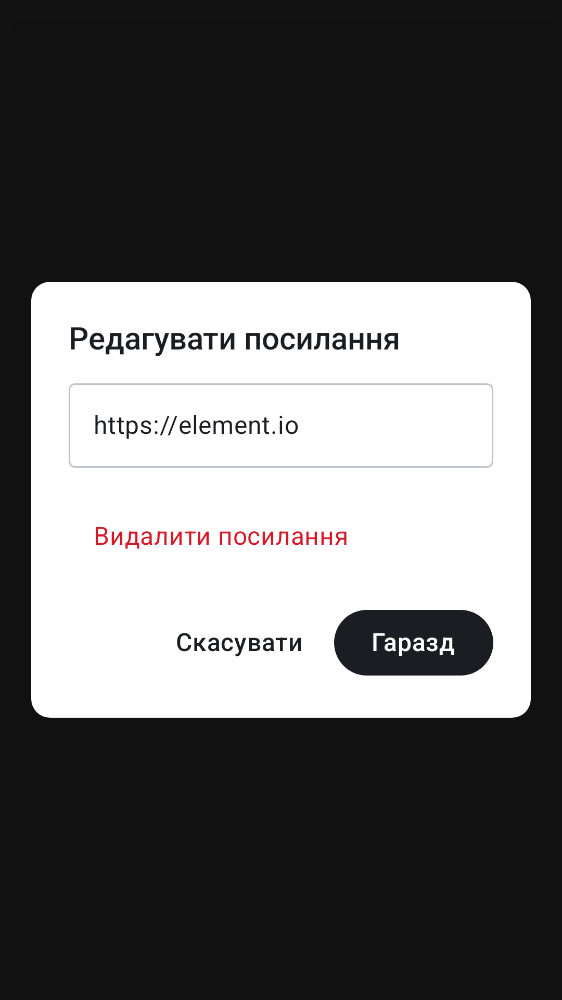 Редагувати посилання
https://element.io
Видалити посилання
Скасувати
Гаразд